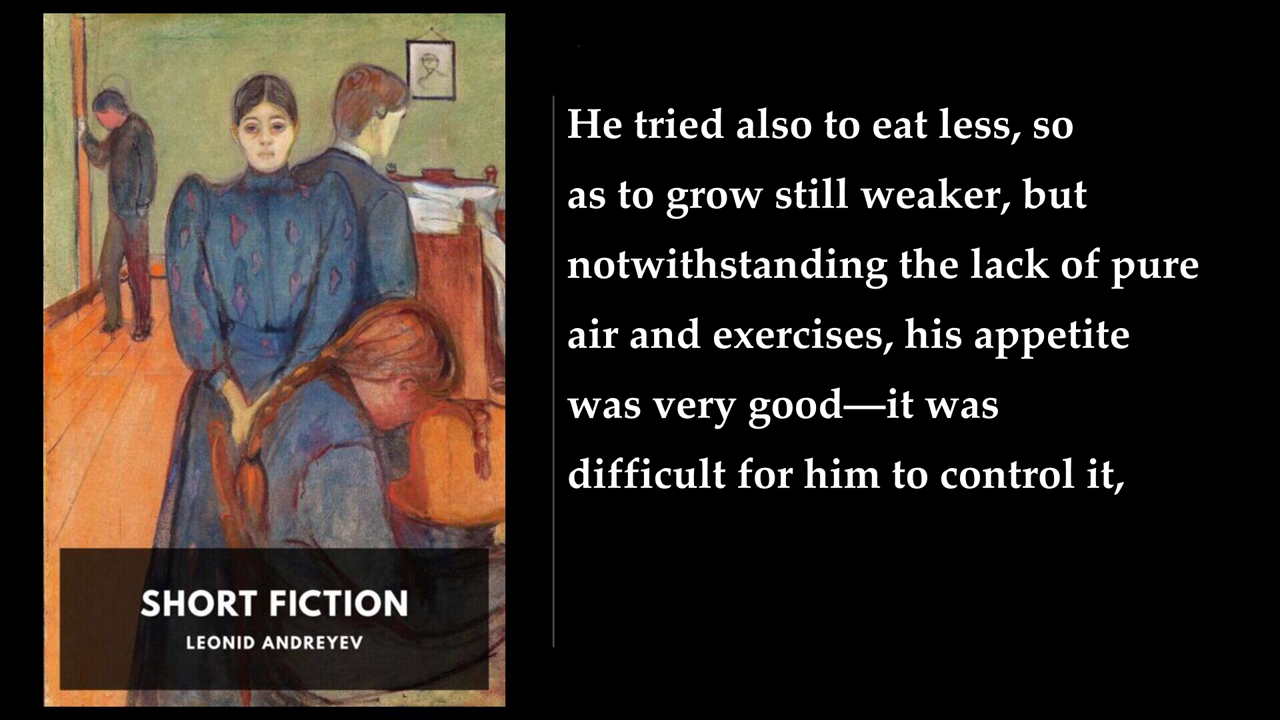 SHORT FICTION
LEONID ANDREYEV
He tried also to eat less, so
as to grow still weaker, but
notwithstanding the lack of pure
air and exercises, his appetite
was very good—it was
difficult for him to control it,